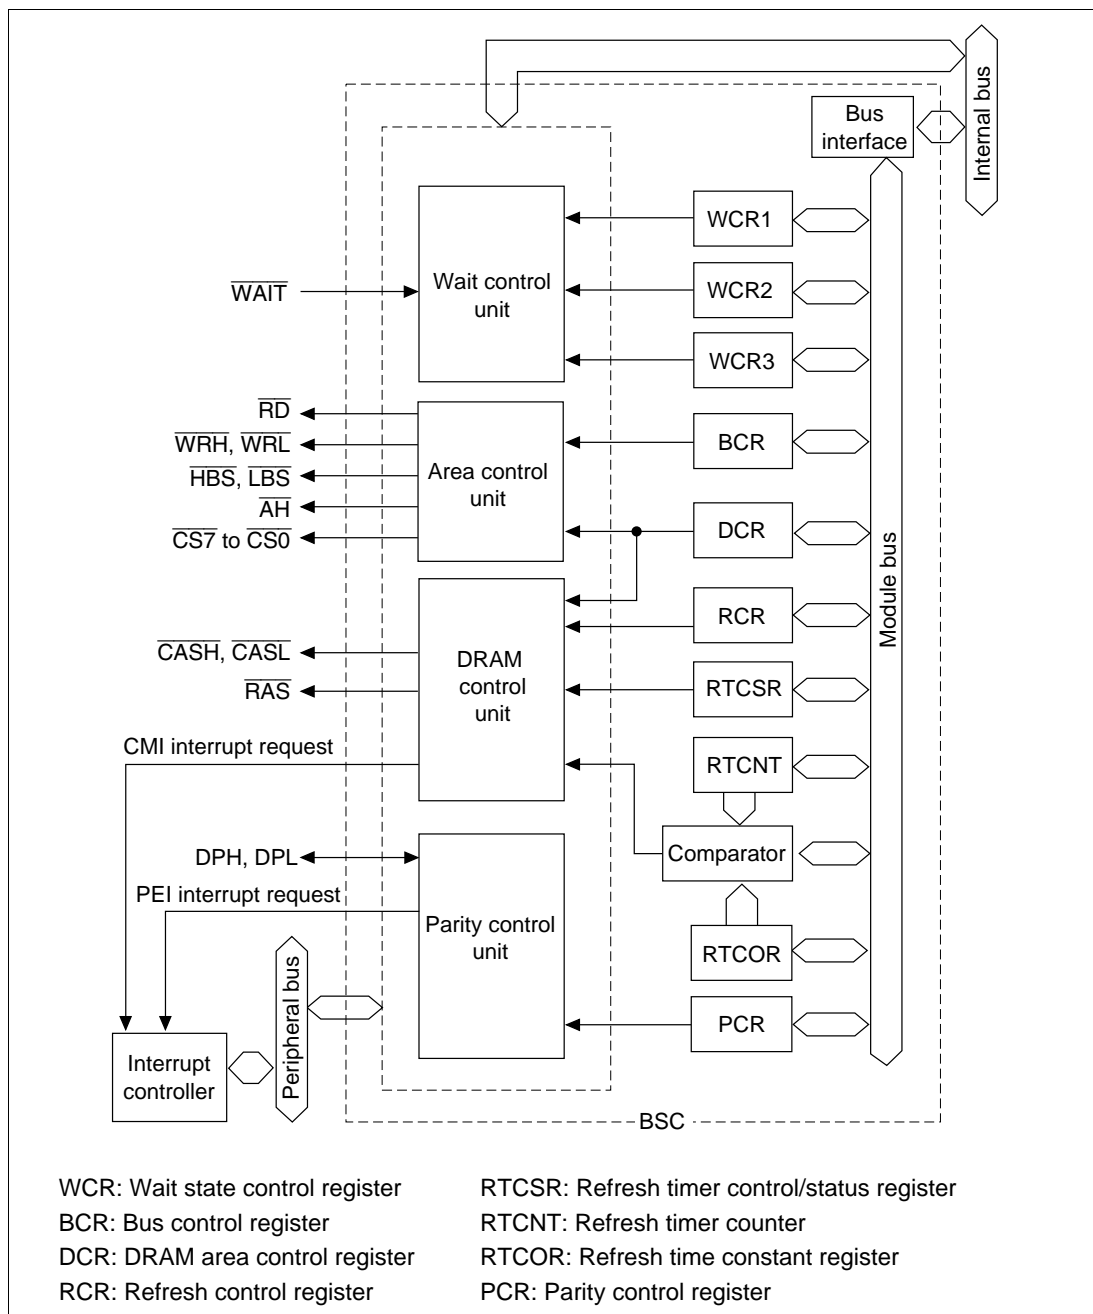 Internal bus
Bus
interface
WCR1
Wait control
unit
WAIT
WCR2
WCR3
RD
WRH, WRL
HBS, LBS
AH
CS7 to CS0
Area control
unit
BCR
DCR
Module bus
RCR
CASH, CASL
RAS
DRAM
control
unit
RTCSR
CMI interrupt request
RTCNT
DPH, DPL
Comparator
PEI interrupt request
Parity control
unit
RTCOR
Peripheral bus
PCR
Interrupt
controller
BSC
WCR: Wait state control register
BCR: Bus control register
DCR: DRAM area control register
RCR: Refresh control register
RTCSR: Refresh timer control/status register
RTCNT: Refresh timer counter
RTCOR: Refresh time constant register
PCR: Parity control register